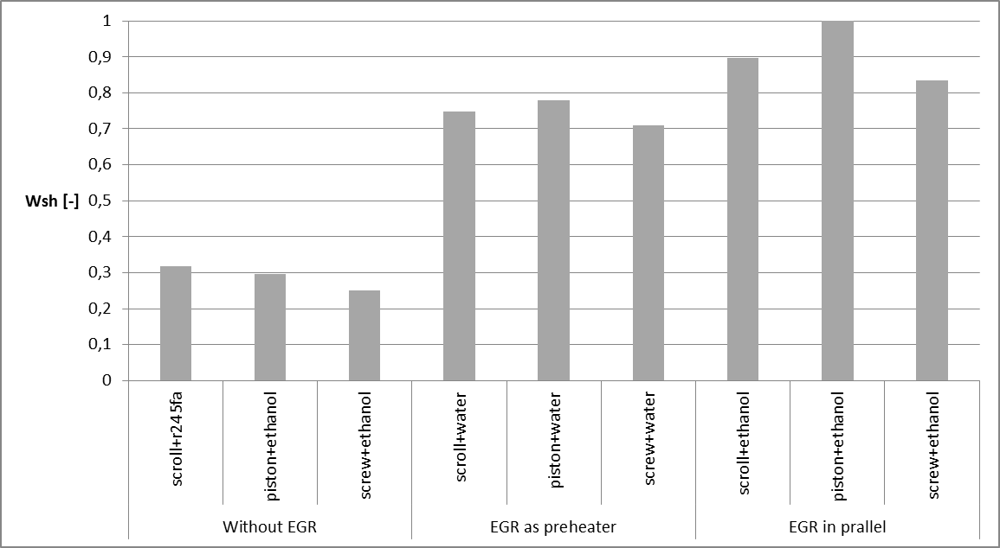 1
0,9
0,8
0,7
0,6
Wsh [-] 0,5
0,4
0,3
0,2
0,1
0
scroll+r245fa
piston+ethanol
screw+ethanol
scroll+water
piston+water
screw+water
scroll+ethanol
piston+ethanol
screw+ethanol
Without EGR
EGR as preheater
EGR in prallel